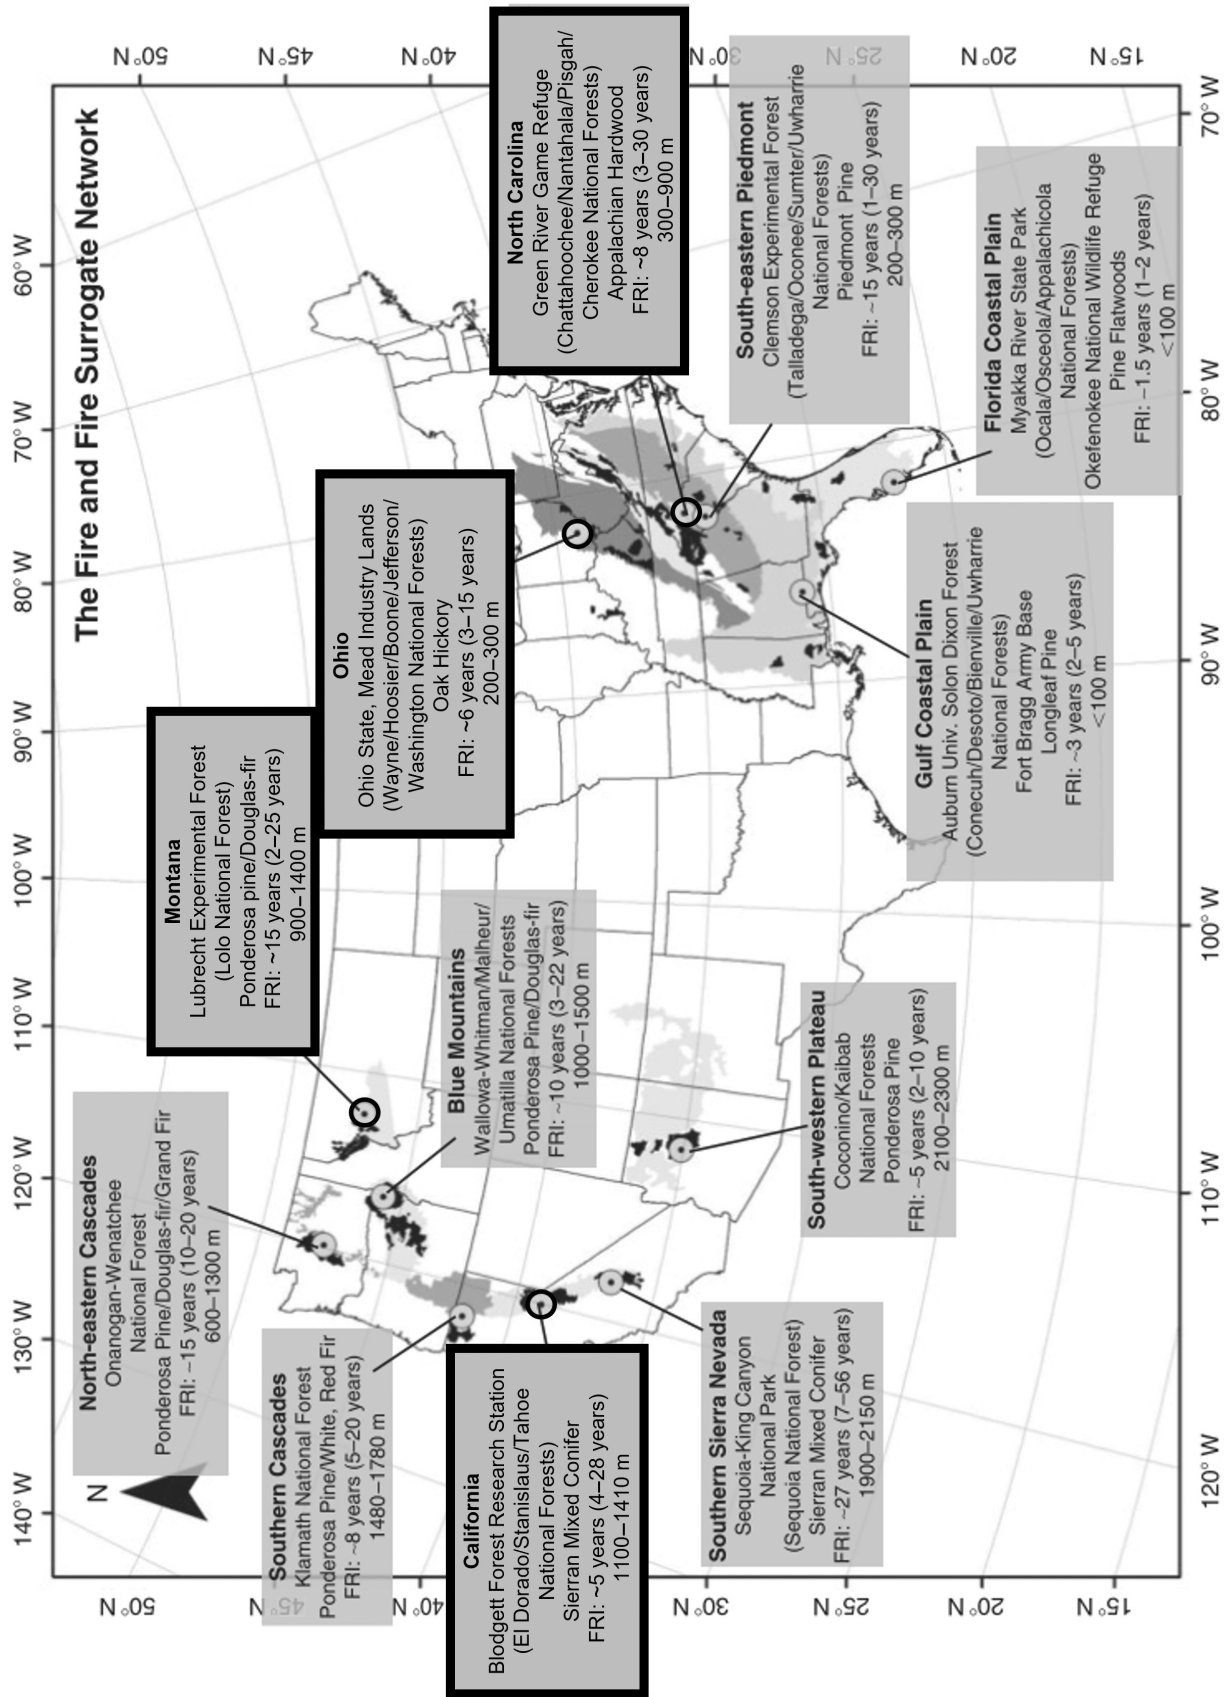 The Fire and Fire Surrogate Network
N
140° W
130° W
120° W
110° W
100° W
90° W
80° W
70° W
60° W
50° N
45° N
40° N
50° N
45° N
40° N
30° N
25° N
20° N
15° N
30° N
25° N
20° N
15° N
120° W
110° W
100° W
90° W
80° W
70° W
North-eastern Cascades
Onanogan-Wenatchee
National Forest
Ponderosa Pine/Douglas-fir/Grand Fir
FRI: ~15 years (10–20 years)
600–1300 m
Montana
Lubrecht Experimental Forest
(Lolo National Forest)
Ponderosa pine/Douglas-fir
FRI: ~15 years (2–25 years)
900–1400 m
Ohio
Ohio State, Mead Industry Lands
(Wayne/Hoosier/Boone/Jefferson/
Washington National Forests)
Oak Hickory
FRI: ~6 years (3–15 years)
200–300 m
North Carolina
Green River Game Refuge
(Chattahoochee/Nantahala/Pisgah/
Cherokee National Forests)
Appalachian Hardwood
FRI: ~8 years (3–30 years)
300–900 m
Southern Cascades
Klamath National Forest
Ponderosa Pine/White, Red Fir
FRI: ~8 years (5–20 years)
1480–1780 m
Blue Mountains
Wallowa-Whitman/Malheur/
Umatilla National Forests
Ponderosa Pine/Douglas-fir
FRI: ~10 years (3–22 years)
1000–1500 m
California
Blodgett Forest Research Station
(El Dorado/Stanislaus/Tahoe
National Forests)
Sierran Mixed Conifer
FRI: ~5 years (4–28 years)
1100–1410 m
South-eastern Piedmont
Clemson Experimental Forest
(Talladega/Oconee/Sumter/Uwharrie
National Forests)
Piedmont Pine
FRI: ~15 years (1–30 years)
200–300 m
Southern Sierra Nevada
Sequoia-King Canyon
National Park
(Sequoia National Forest)
Sierran Mixed Conifer
FRI: ~27 years (7–56 years)
1900–2150 m
South-western Plateau
Coconino/Kaibab
National Forests
Ponderosa Pine
FRI: ~5 years (2–10 years)
2100–2300 m
Gulf Coastal Plain
Auburn Univ. Solon Dixon Forest
(Conecuh/Desoto/Bienville/Uwharrie
National Forests)
Fort Bragg Army Base
Longleaf Pine
FRI: ~3 years (2–5 years)
<100 m
Florida Coastal Plain
Myakka River State Park
(Ocala/Osceola/Appalachicola
National Forests)
Okefenokee National Wildlife Refuge
Pine Flatwoods
FRI: ~1.5 years (1–2 years)
<100 m